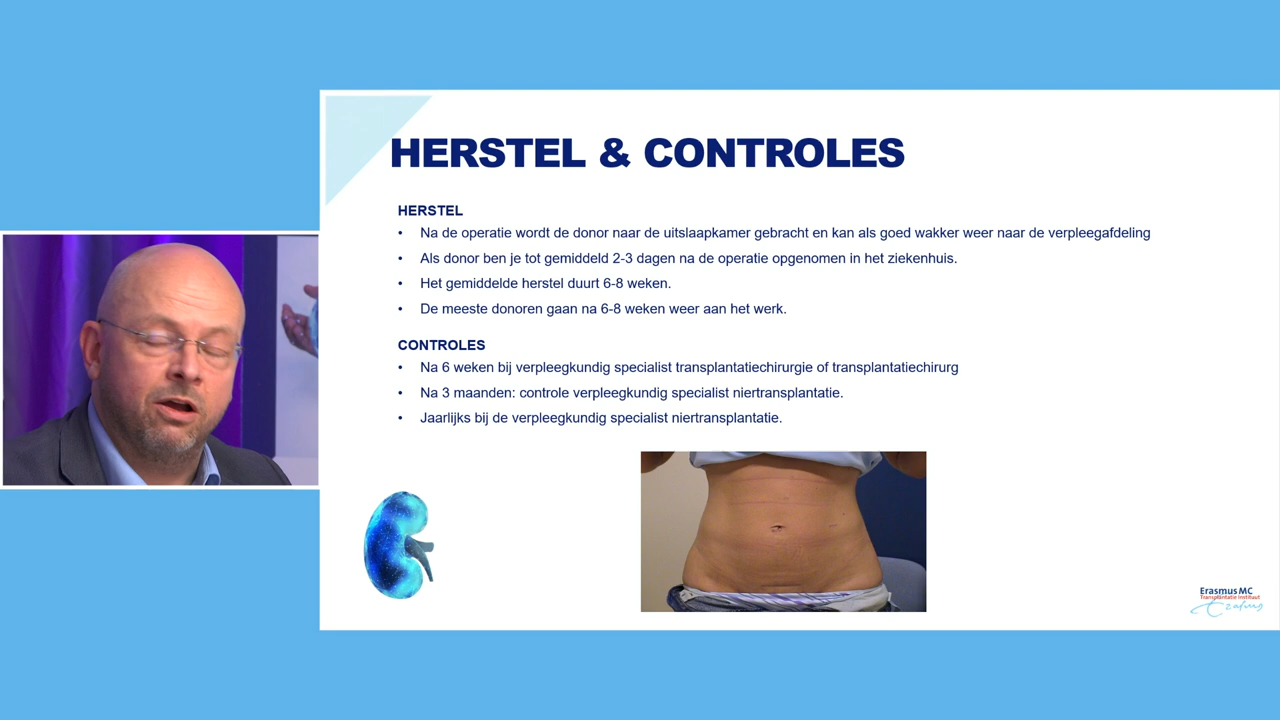 HERSTEL & CONTROLES
HERSTEL
• Na de operatie wordt de donor naar de uitslaapkamer gebracht en kan als goed wakker weer naar de verpleegafdeling
• Als donor ben je tot gemiddeld 2-3 dagen na de operatie opgenomen in het ziekenhuis.
• Het gemiddelde herstel duurt 6-8 weken.
• De meeste donoren gaan na 6-8 weken weer aan het werk.
CONTROLES
• Na 6 weken bij verpleegkundig specialist transplantatiechirurgie of transplantatiechirurg
• Na 3 maanden: controle verpleegkundig specialist niertransplantatie.
• Jaarlijks bij de verpleegkundig specialist niertransplantatie.
Erasmus MC
Transplantatie Instituut
Erasmus